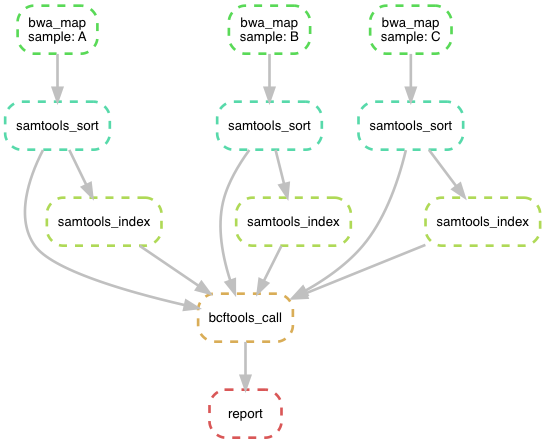 bwa_map
sample: A
bwa_map
sample: B
bwa_map
sample: C
samtools_sort
samtools_sort
samtools_sort
samtools_index
samtools_index
samtools_index
bcftools_call
report